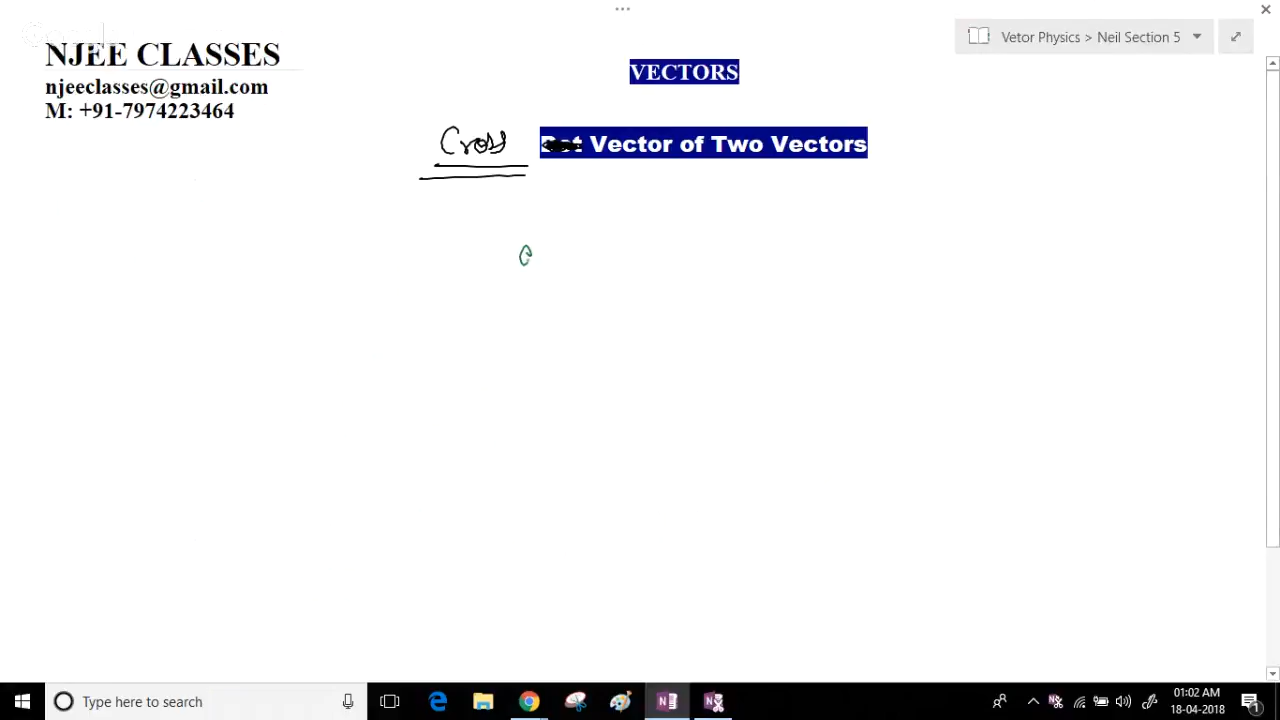 NJEE CLASSES
njeeclasses@gmail.com
M: +91-7974223464
Vetor Physics > Neil Section 5
VECTORS
Cross Vector of Two Vectors
Type here to search
01:02 AM
18-04-2018
1